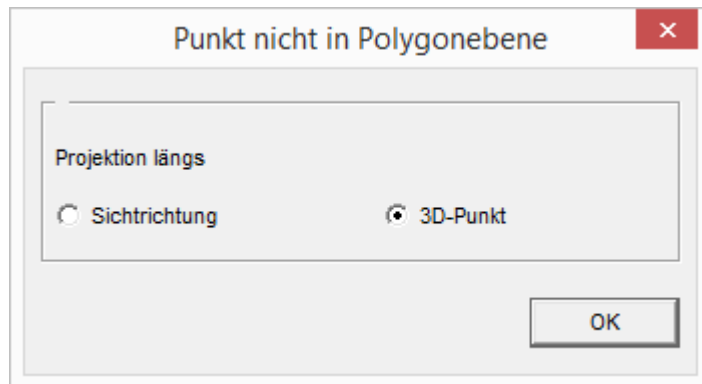 Punkt nicht in Polygonebene
Projektion längs
Sichtrichtung
3D-Punkt
OK